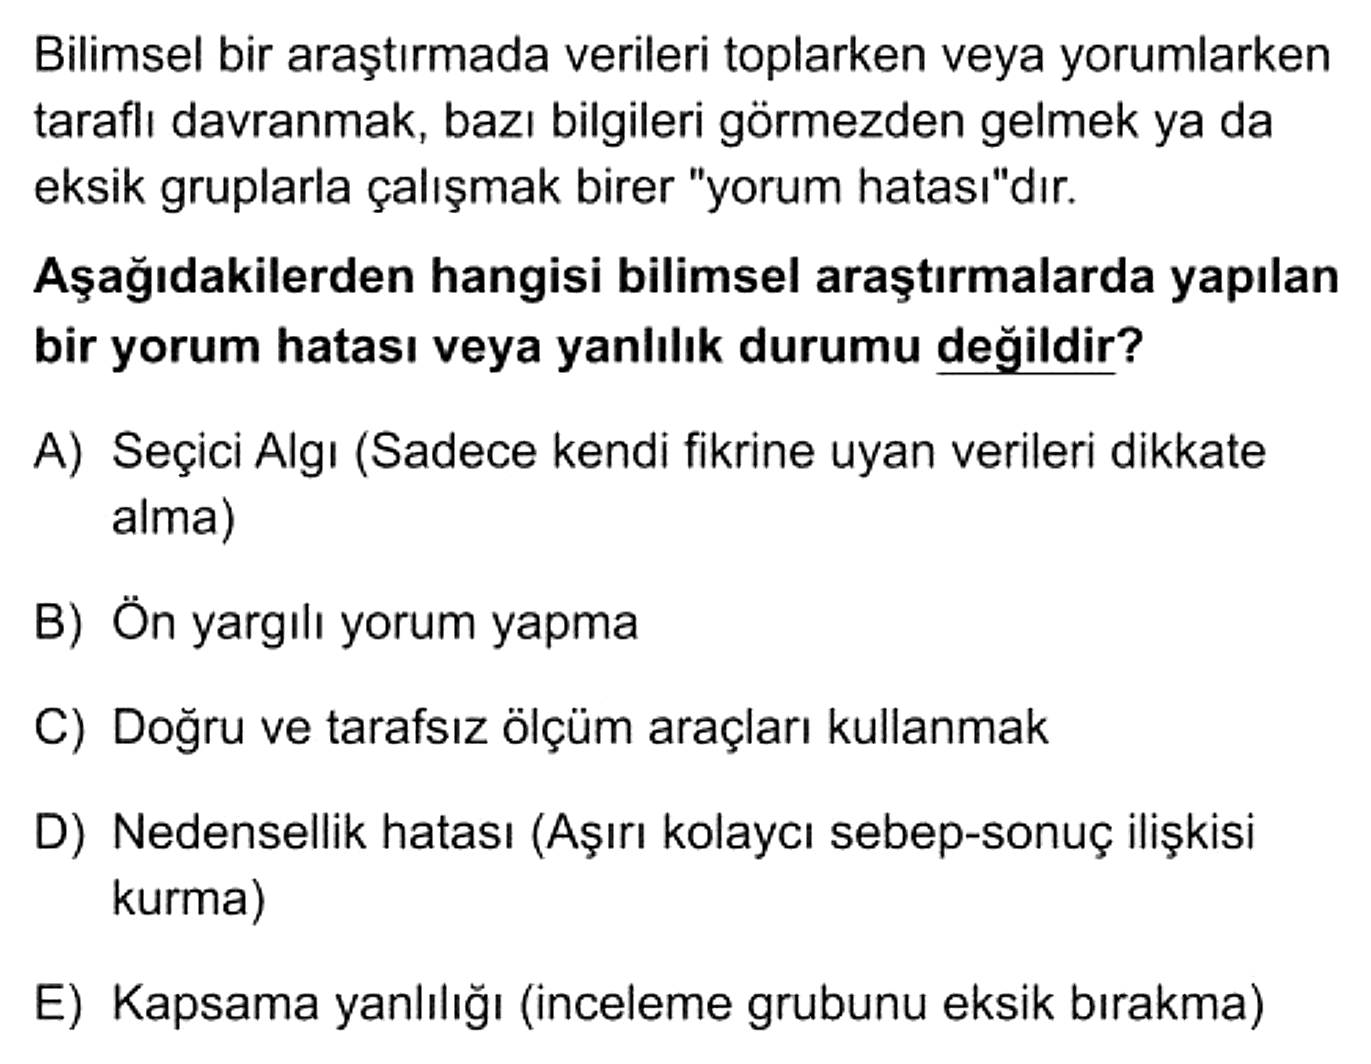 Bilimsel bir araştırmada verileri toplarken veya yorumlarken
taraflı davranmak, bazı bilgileri görmezden gelmek ya da
eksik gruplarla çalışmak birer "yorum hatası"dır.
Aşağıdakilerden hangisi bilimsel araştırmalarda yapılan
bir yorum hatası veya yanlılık durumu değildir?
A) Seçici Algı (Sadece kendi fikrine uyan verileri dikkate
alma)
B) Ön yargılı yorum yapma
C) Doğru ve tarafsız ölçüm araçları kullanmak
D) Nedensellik hatası (Aşırı kolaycı sebep-sonuç ilişkisi
kurma)
E) Kapsama yanlılığı (inceleme grubunu eksik bırakma)